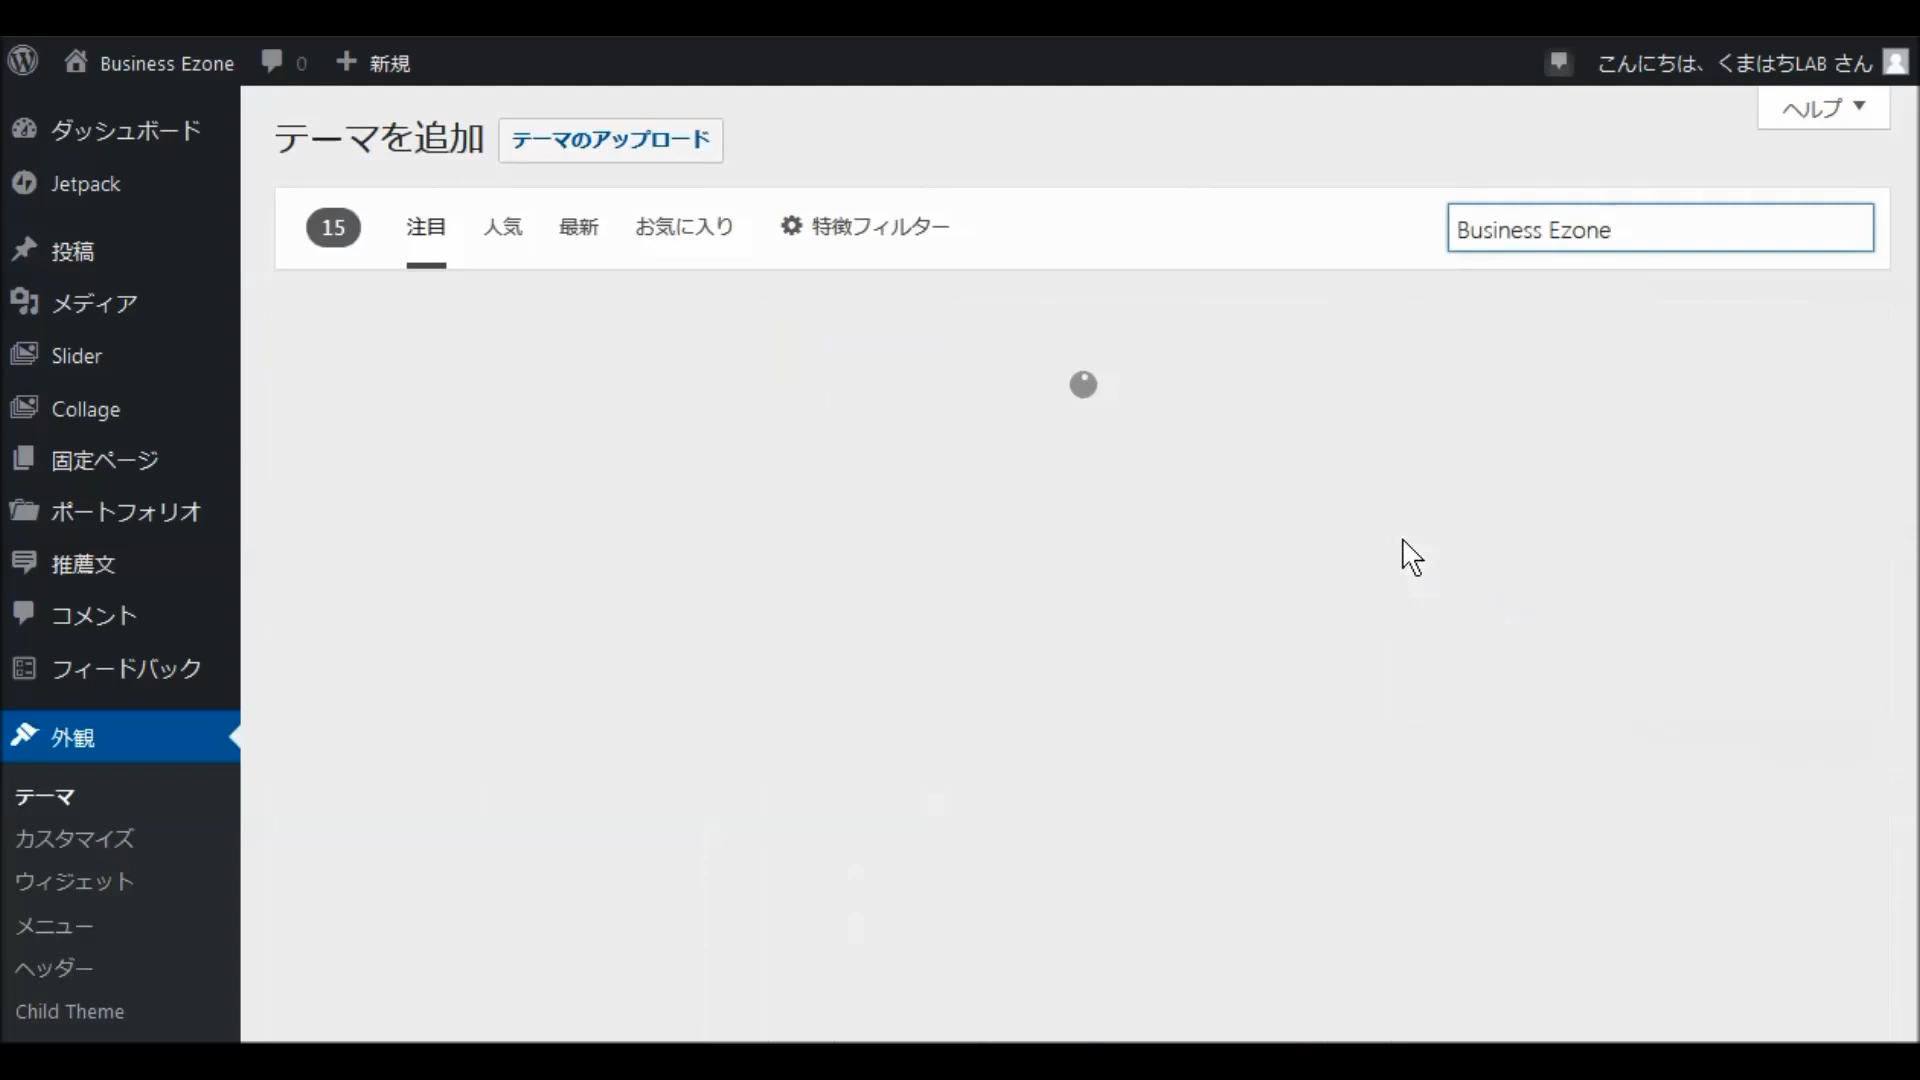 Business Ezone 0 新規 こんにちは、くまはちLAB さん
ヘルプ
テーマを追加 テーマのアップロード
15 注目 人気 最新 お気に入り 特徴フィルター Business Ezone
ダッシュボード
Jetpack
投稿
メディア
Slider
Collage
固定ページ
ポートフォリオ
推薦文
コメント
フィードバック
外観
テーマ
カスタマイズ
ウィジェット
メニュー
ヘッダー
Child Theme